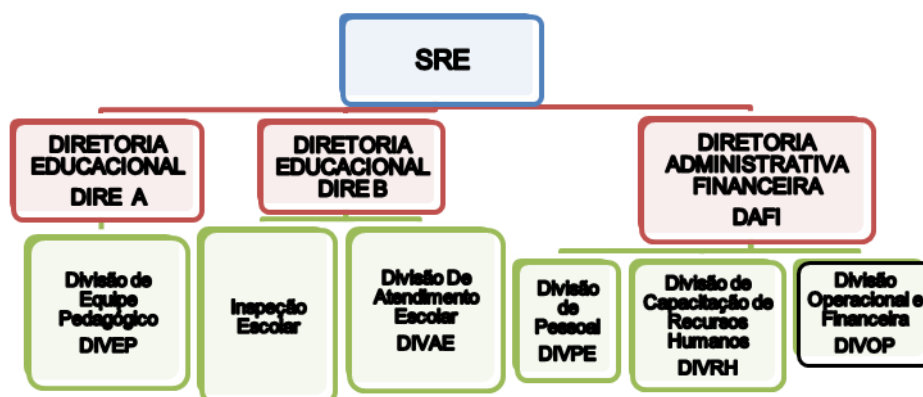 SRE
DIRETORIA
EDUCACIONAL
DIRE A
DIRETORIA
EDUCACIONAL
DIRE B
DIRETORIA
ADMINISTRATIVA
FINANCEIRA
DAFI
Divisão de
Equipe
Pedagógico
DIVEP
Inspeção
Escolar
Divisão De
Atendimento
Escolar
DIVAE
Divisão
de
Pessoal
DIVPE
Divisão de
Capacitação de
Recursos
Humanos
DIVRH
Divisão
Operacional e
Financeira
DIVOP